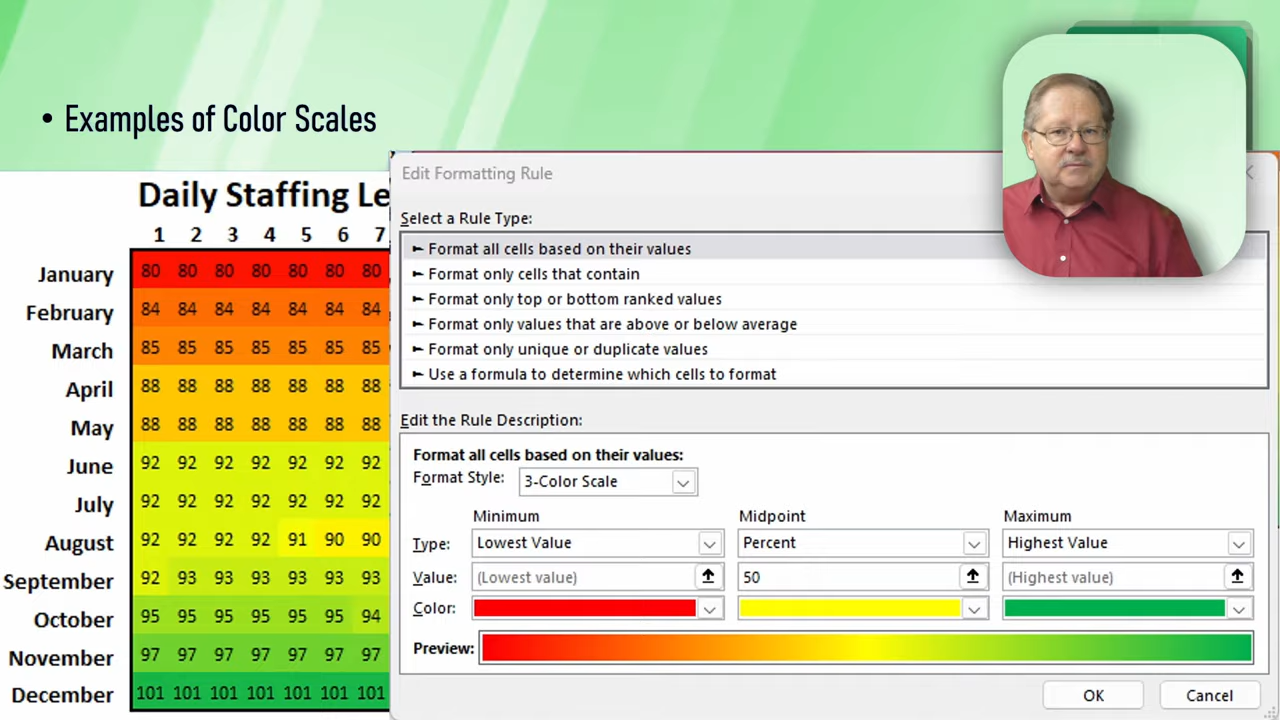 • Examples of Color Scales
Daily Staffing Le
1 2 3 4 5 6 7
January 80 80 80 80 80 80 80
February 84 84 84 84 84 84 84
March 85 85 85 85 85 85 85
April 88 88 88 88 88 88 88
May 88 88 88 88 88 88 88
June 92 92 92 92 92 92 92
July 92 92 92 92 92 92 92
August 92 92 92 92 91 90 90
September 92 93 93 93 93 93 93
October 95 95 95 95 95 95 94
November 97 97 97 97 97 97 97
December 101 101 101 101 101 101 101
Edit Formatting Rule
Select a Rule Type:
► Format all cells based on their values
► Format only cells that contain
► Format only top or bottom ranked values
► Format only values that are above or below average
► Format only unique or duplicate values
► Use a formula to determine which cells to format
Edit the Rule Description:
Format all cells based on their values:
Format Style: 3-Color Scale
Minimum Midpoint Maximum
Type: Lowest Value Percent Highest Value
Value: (Lowest value) 50 (Highest value)
Color:
Preview:
OK Cancel